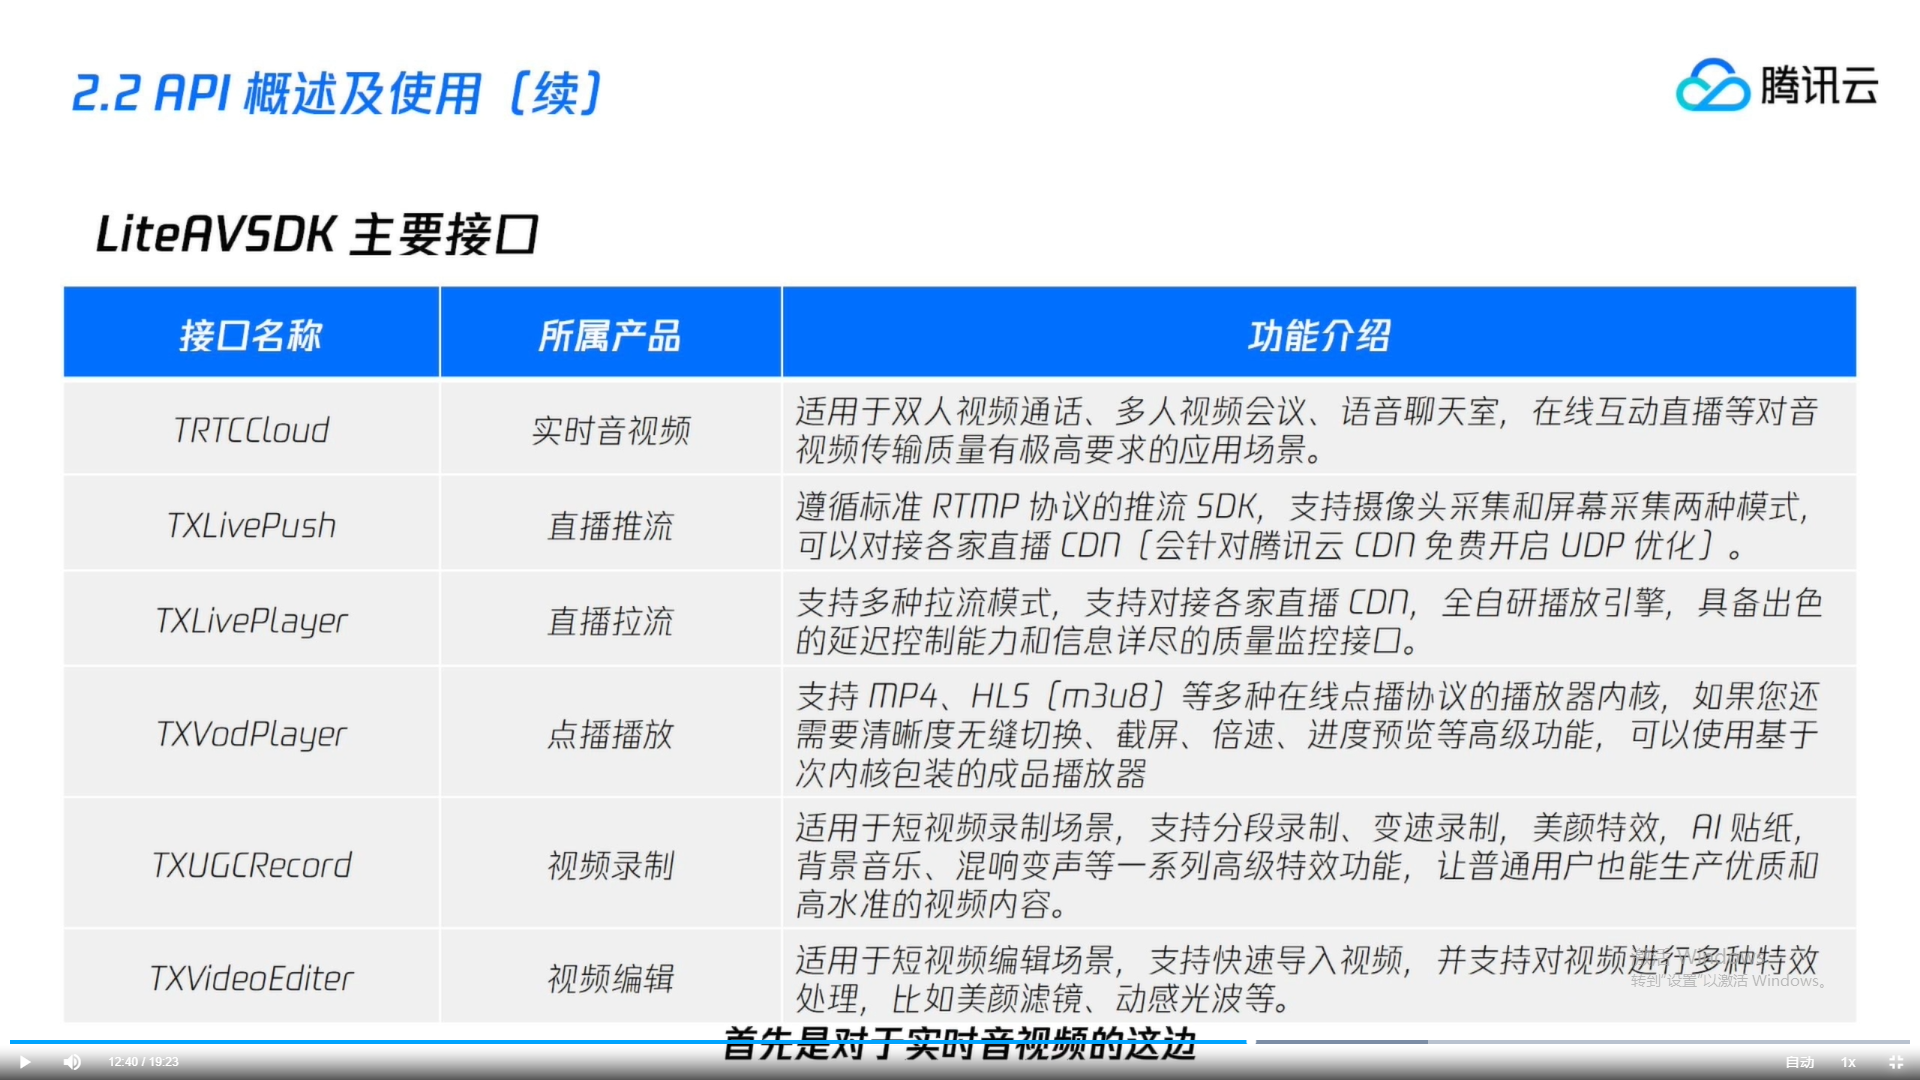 2.2 API 概述及使用（续）
腾讯云
LiteAVSDK 主要接口
接口名称
所属产品
功能介绍
TRTCCloud
实时音视频
适用于双人视频通话、多人视频会议、语音聊天室，在线互动直播等对音
视频传输质量有极高要求的应用场景。
TXLivePush
直播推流
遵循标准 RTMP 协议的推流 SDK，支持摄像头采集和屏幕采集两种模式，
可以对接各家直播 CDN（会针对腾讯云 CDN 免费开启 UDP 优化）。
TXLivePlayer
直播拉流
支持多种拉流模式，支持对接各家直播 CDN，全自研播放引擎，具备出色
的延迟控制能力和信息详尽的质量监控接口。
TXVodPlayer
点播播放
支持 MP4、HLS（m3u8）等多种在线点播协议的播放器内核，如果您还
需要清晰度无缝切换、截屏、倍速、进度预览等高级功能，可以使用基于
次内核包装的成品播放器
TXUGCRecord
视频录制
适用于短视频录制场景，支持分段录制、变速录制，美颜特效，AI 贴纸，
背景音乐、混响变声等一系列高级特效功能，让普通用户也能生产优质和
高水准的视频内容。
TXVideoEditer
视频编辑
适用于短视频编辑场景，支持快速导入视频，并支持对视频进行多种特效
处理，比如美颜滤镜、动感光波等。
激活 Windows
转到"设置"以激活 Windows。
首先是对于实时音视频的这边
12:40 / 19:23
自动
1x